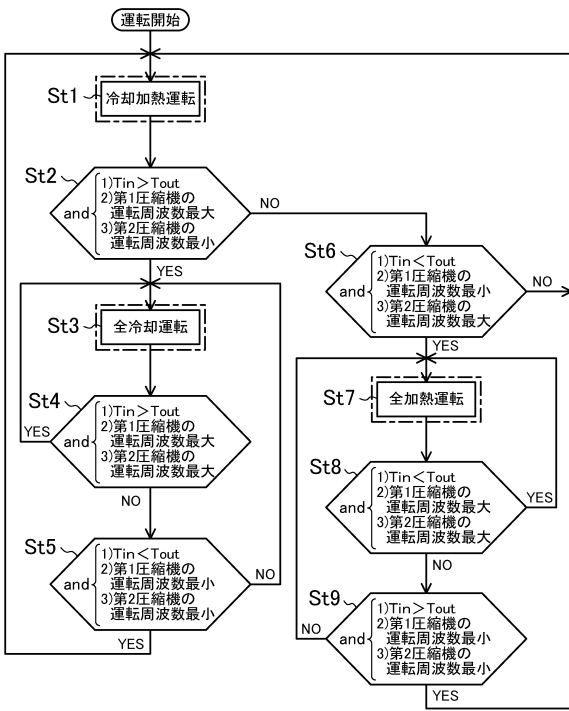 運転開始
St1
冷却加熱運転
St2
and
1)Tin>Tout
2)第1圧縮機の
運転周波数最大
3)第2圧縮機の
運転周波数最小
NO
YES
St3
全冷却運転
St4
1)Tin>Tout
2)第1圧縮機の
運転周波数最大
3)第2圧縮機の
運転周波数最大
and
YES
NO
St5
1)Tin<Tout
2)第1圧縮機の
運転周波数最小
3)第2圧縮機の
運転周波数最小
and
NO
YES
St6
1)Tin<Tout
2)第1圧縮機の
運転周波数最小
3)第2圧縮機の
運転周波数最大
and
NO
YES
St7
全加熱運転
St8
1)Tin<Tout
2)第1圧縮機の
運転周波数最大
3)第2圧縮機の
運転周波数最大
and
YES
NO
St9
1)Tin>Tout
2)第1圧縮機の
運転周波数最小
3)第2圧縮機の
運転周波数最小
and
NO
YES